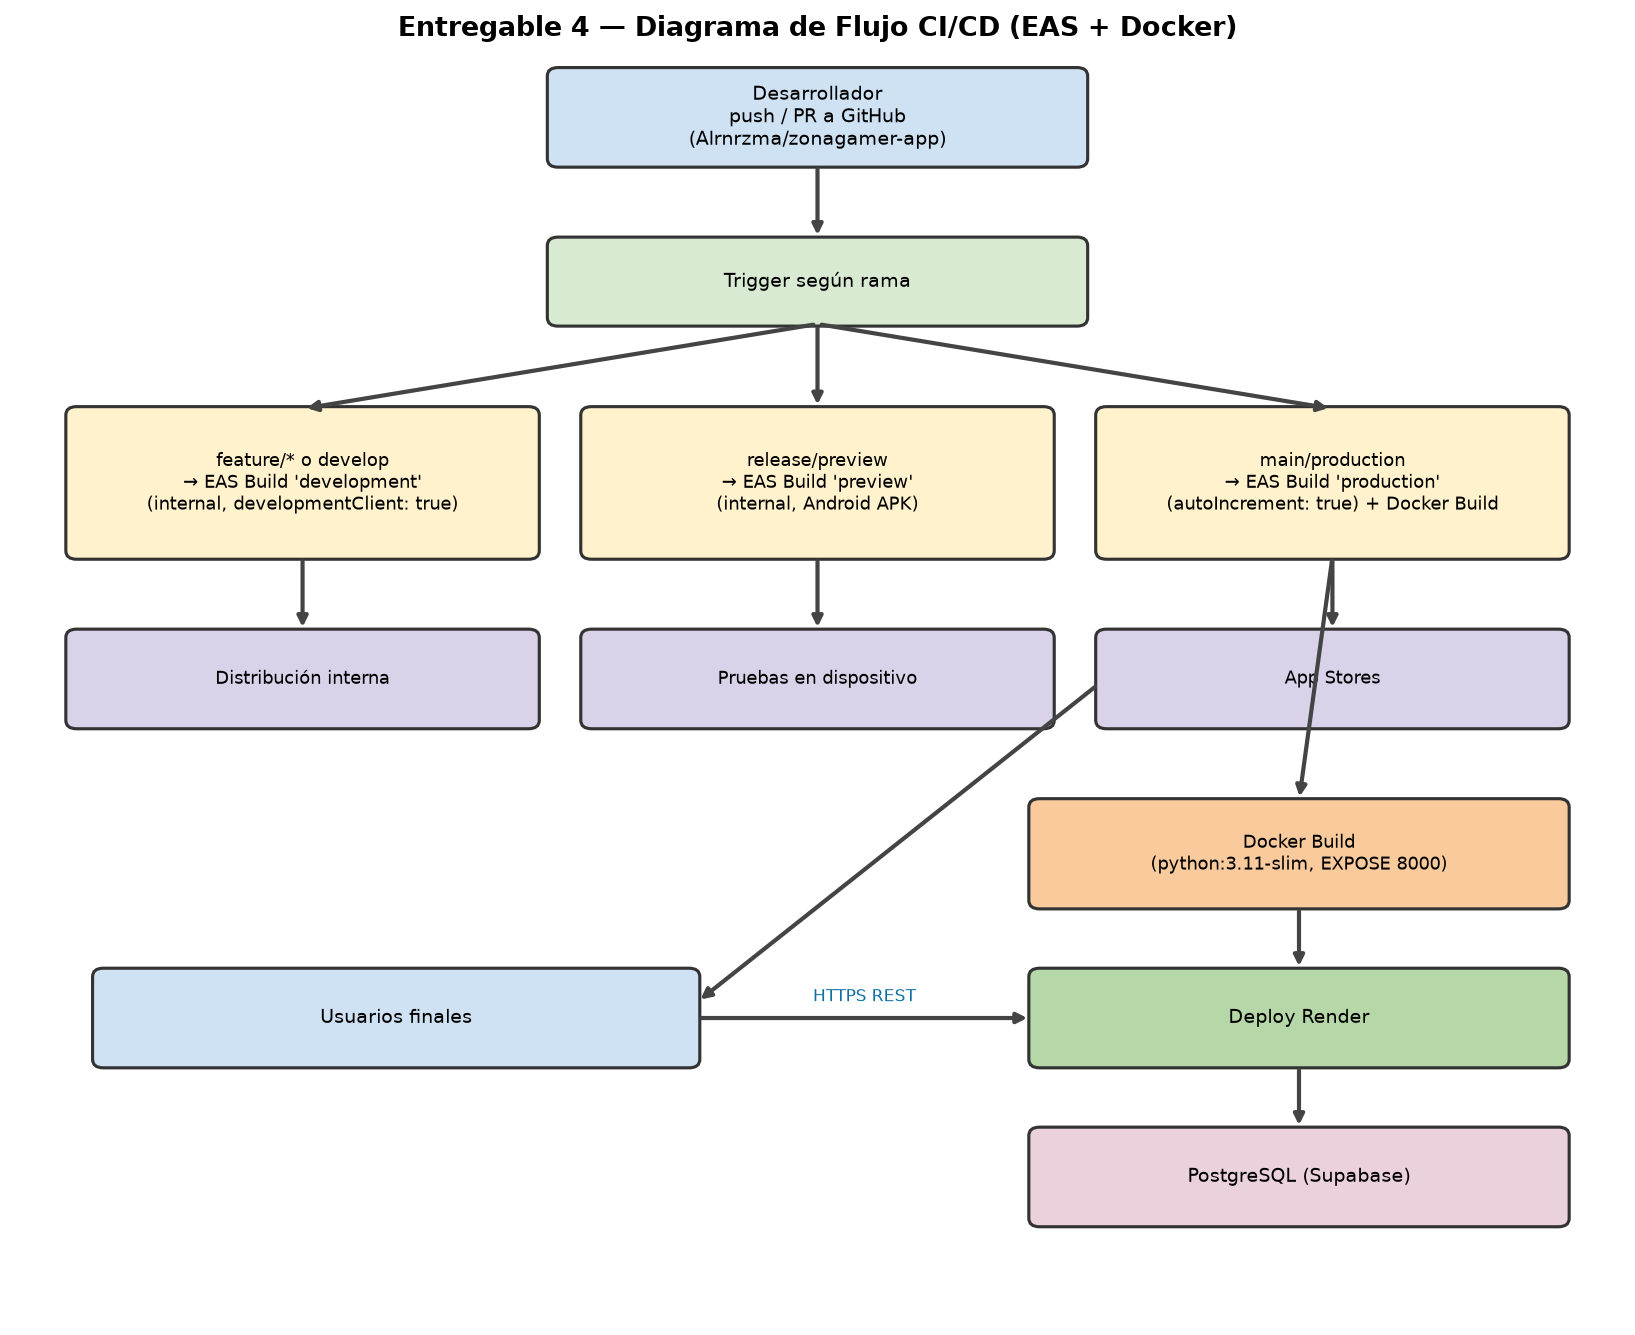 Entregable 4 — Diagrama de Flujo CI/CD (EAS + Docker)
Desarrollador
push / PR a GitHub
(Alrnrzma/zonagamer-app)
Trigger según rama
feature/* o develop
→ EAS Build 'development'
(internal, developmentClient: true)
release/preview
→ EAS Build 'preview'
(internal, Android APK)
main/production
→ EAS Build 'production'
(autoIncrement: true) + Docker Build
Distribución interna
Pruebas en dispositivo
App Stores
Docker Build
(python:3.11-slim, EXPOSE 8000)
Usuarios finales
HTTPS REST
Deploy Render
PostgreSQL (Supabase)